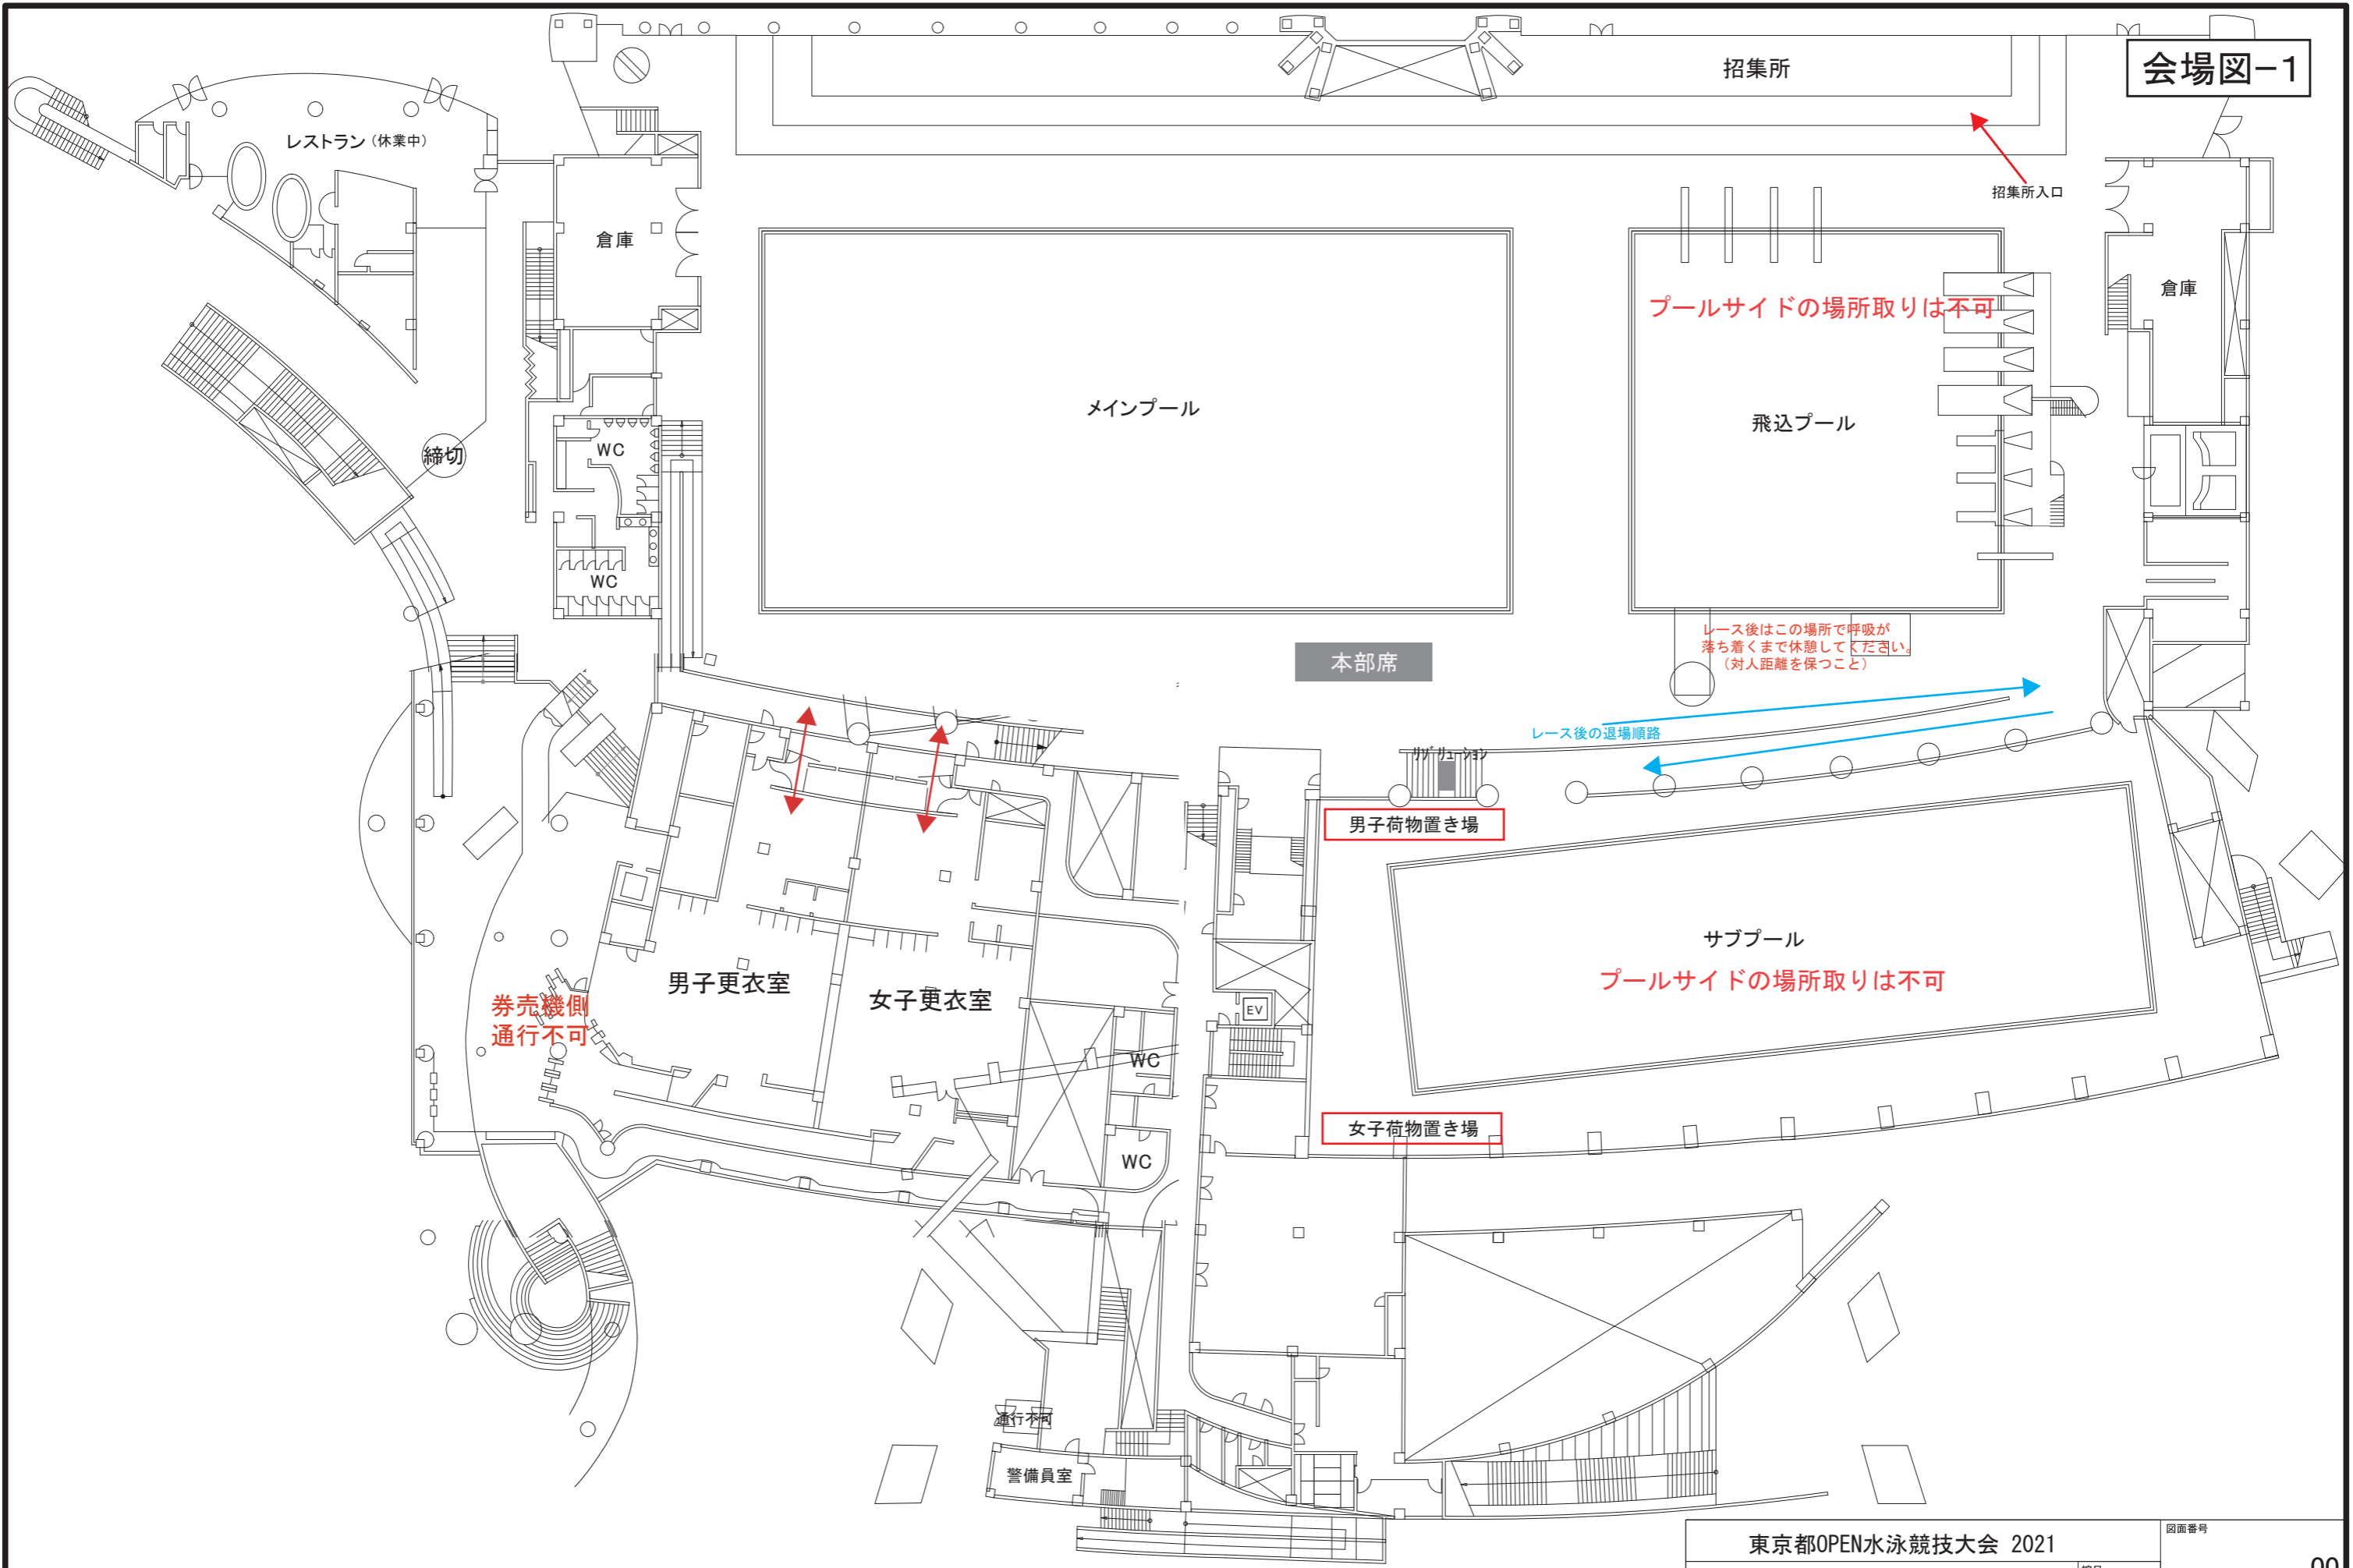 会場図-1
招集所
招集所入口
レストラン(休業中)
倉庫
倉庫
プールサイドの場所取りは不可
メインプール
飛込プール
締切
WC
WC
レース後はこの場所で呼吸が
落ち着くまで休憩してください。
(対人距離を保つこと)
本部席
レース後の退場順路
リザリューション
男子荷物置き場
サブプール
プールサイドの場所取りは不可
男子更衣室
女子更衣室
券売機側
通行不可
EV
WC
女子荷物置き場
WC
通行不可
警備員室
東京都OPEN水泳競技大会 2021
図面番号
00